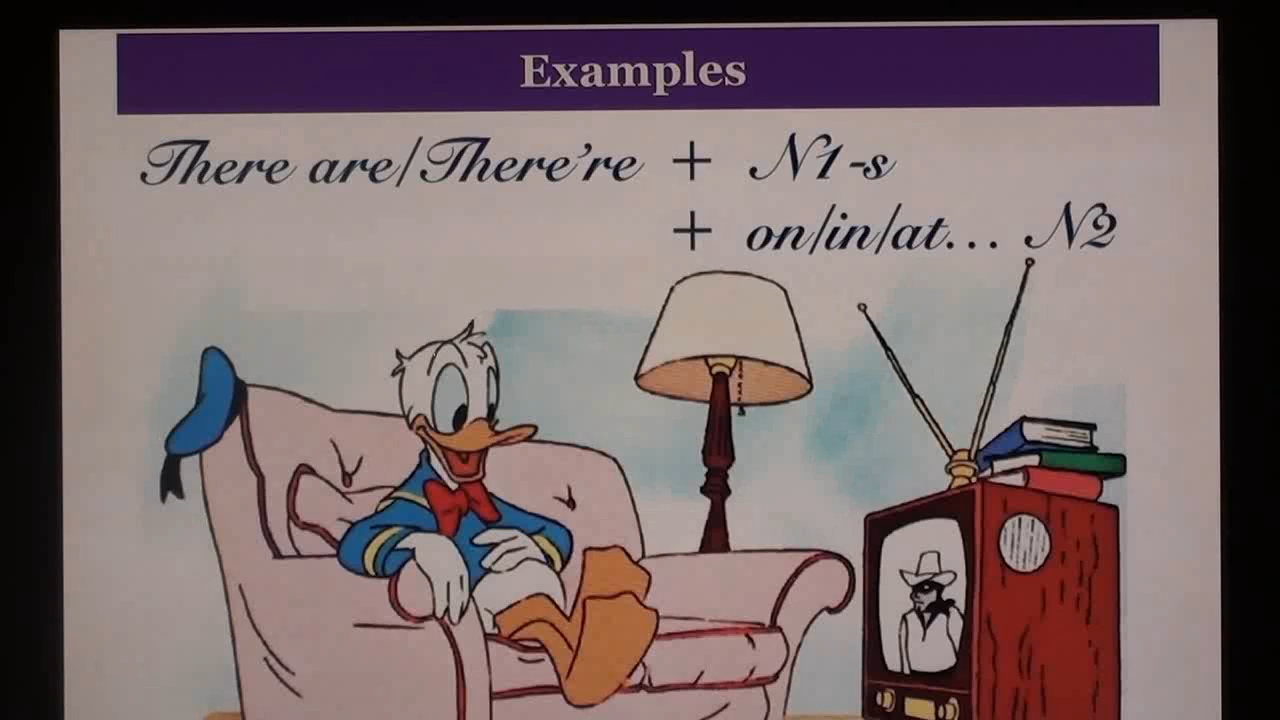 Examples
There are/There're + N1-s
+ on/in/at... N2